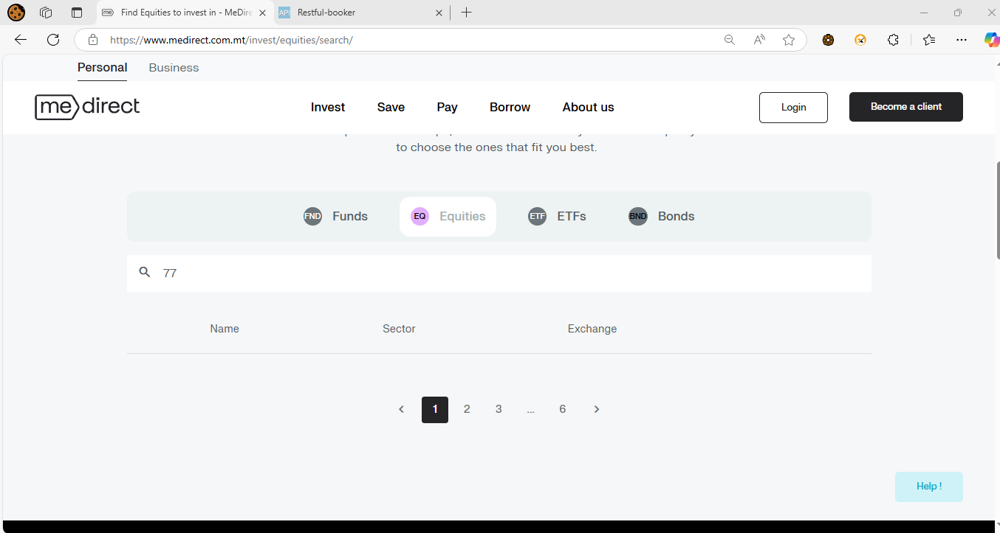 Find Equities to invest in - MeDire
API Restful-booker
https://www.medirect.com.mt/invest/equities/search/
Personal Business
me direct
Invest Save Pay Borrow About us
Login
Become a client
to choose the ones that fit you best.
FND Funds EQ Equities ETF ETFs BND Bonds
77
Name Sector Exchange
1 2 3 ... 6
Help !